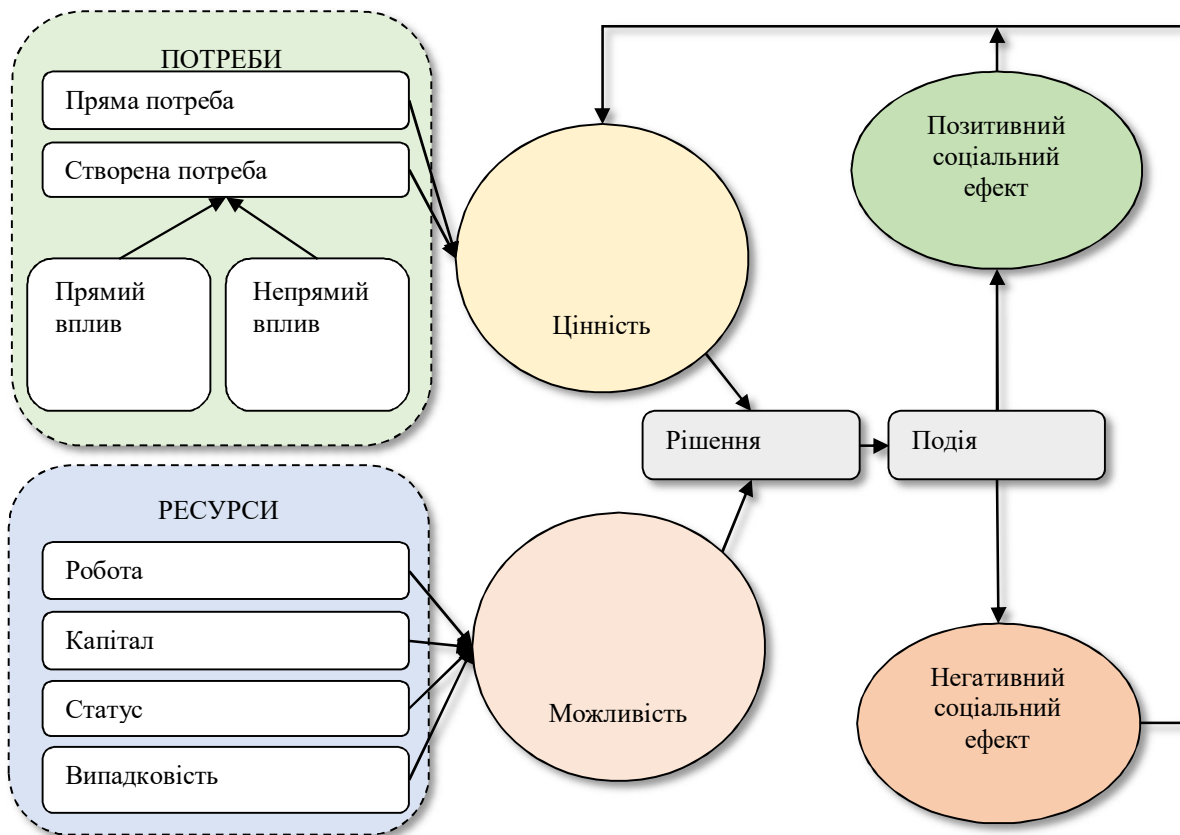 ПОТРЕБИ
Пряма потреба
Створена потреба
Прямий
вплив
Непрямий
вплив
Цінність
Позитивний
соціальний
ефект
Рішення
Подія
РЕСУРСИ
Робота
Капітал
Статус
Випадковість
Можливість
Негативний
соціальний
ефект